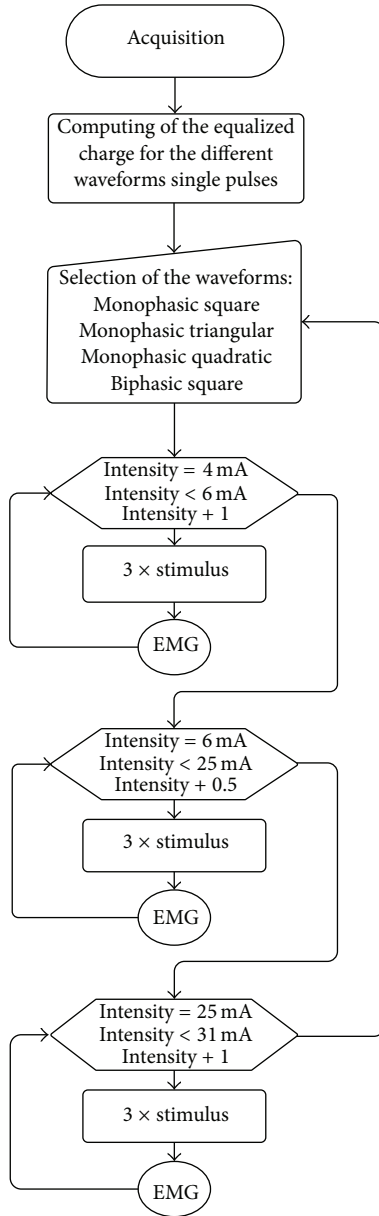 Acquisition
Computing of the equalized
charge for the different
waveforms single pulses
Selection of the waveforms:
Monophasic square
Monophasic triangular
Monophasic quadratic
Biphasic square
Intensity = 4 mA
Intensity < 6 mA
Intensity + 1
3 × stimulus
EMG
Intensity = 6 mA
Intensity < 25 mA
Intensity + 0.5
3 × stimulus
EMG
Intensity = 25 mA
Intensity < 31 mA
Intensity + 1
3 × stimulus
EMG